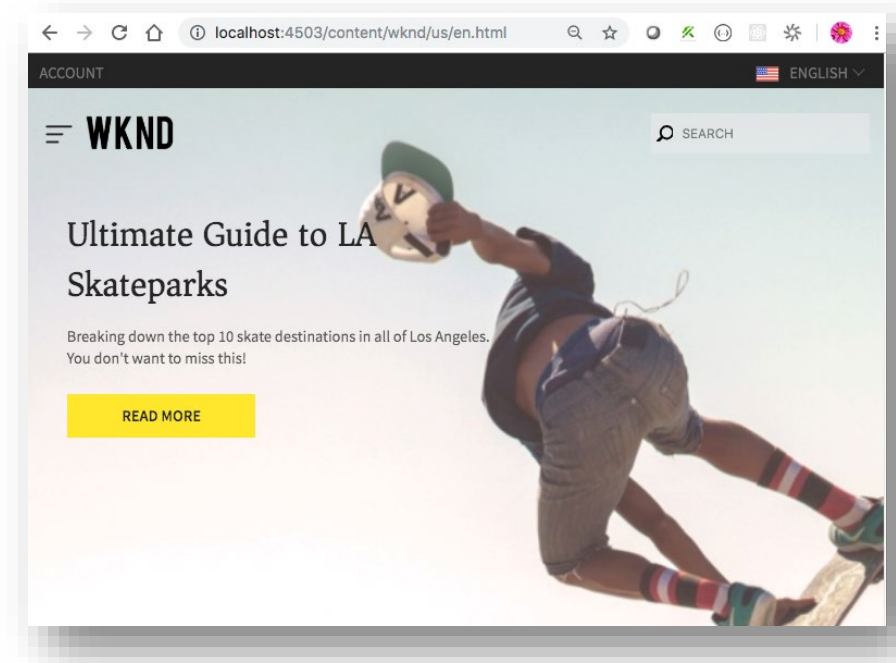 localhost:4503/content/wknd/us/en.html
ACCOUNT
ENGLISH
WKND
SEARCH
Ultimate Guide to LA
Skateparks
Breaking down the top 10 skate destinations in all of Los Angeles.
You don't want to miss this!
READ MORE